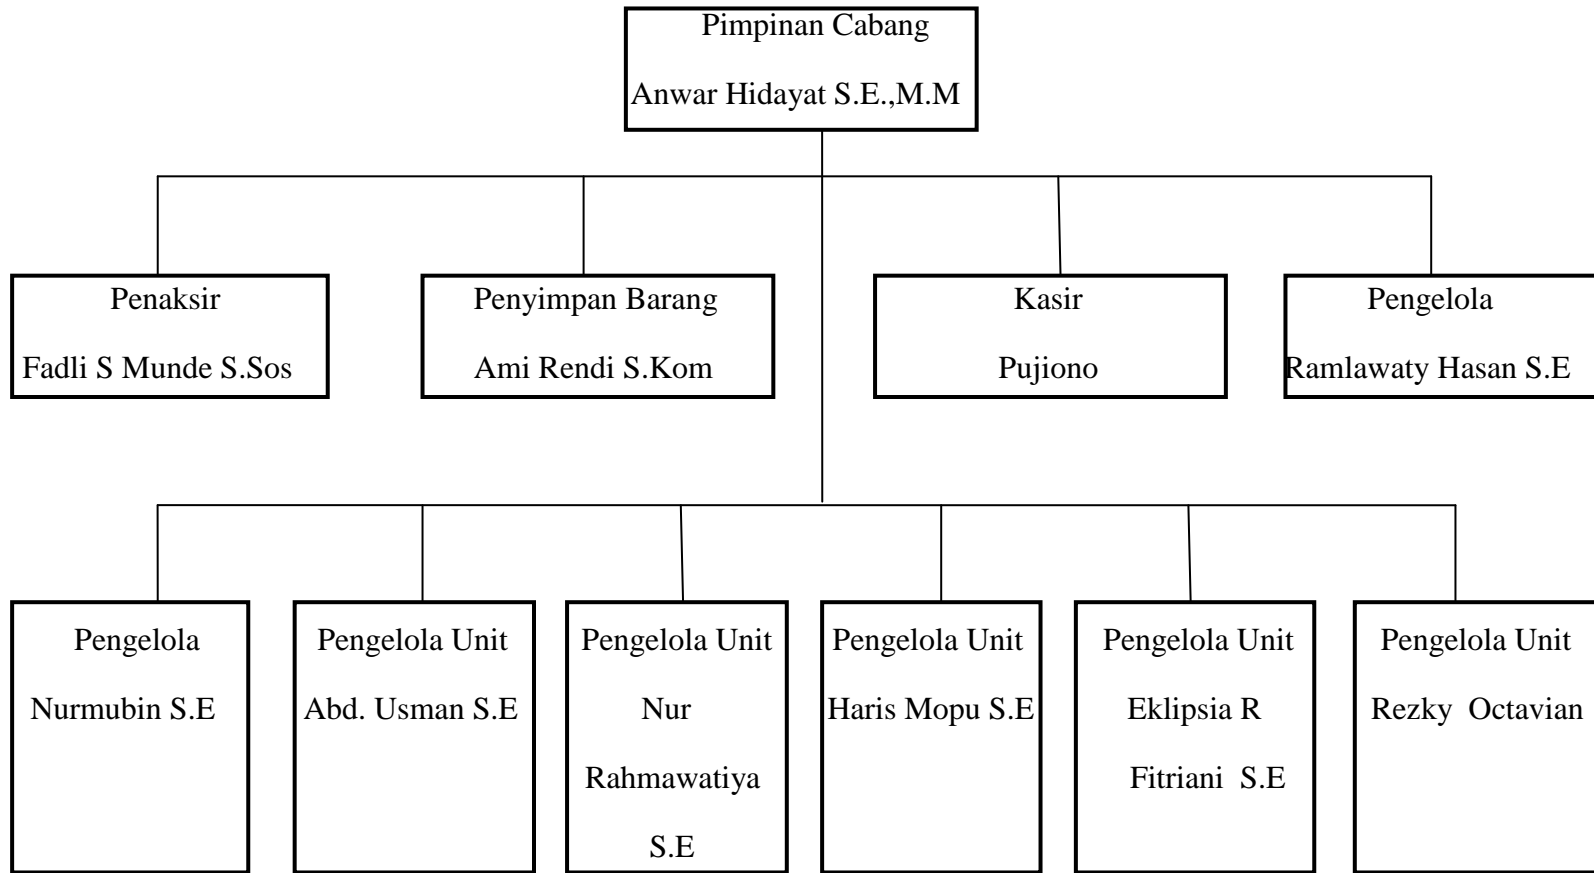 Pimpinan Cabang
Anwar Hidayat S.E.,M.M
Penaksir
Fadli S Munde S.Sos
Penyimpan Barang
Ami Rendi S.Kom
Kasir
Pujiono
Pengelola
Ramlawaty Hasan S.E
Pengelola
Nurmubin S.E
Pengelola Unit
Abd. Usman S.E
Pengelola Unit
Nur
Rahmawatiya
S.E
Pengelola Unit
Haris Mopu S.E
Pengelola Unit
Eklipsia R
Fitriani S.E
Pengelola Unit
Rezky Octavian